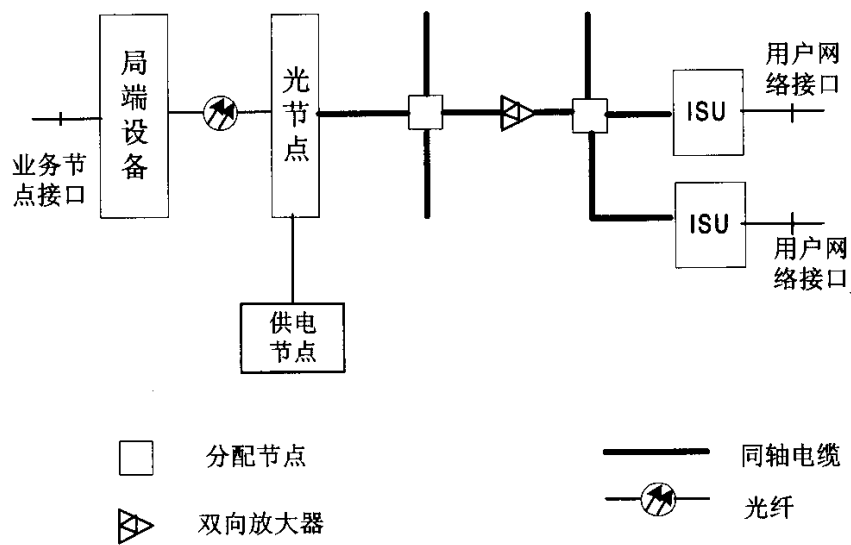 局
端
设
备
光
节
点
业务节
点接口
用户网
络接口
ISU
ISU
用户网
络接口
供电
节点
分配节点
同轴电缆
双向放大器
光纤